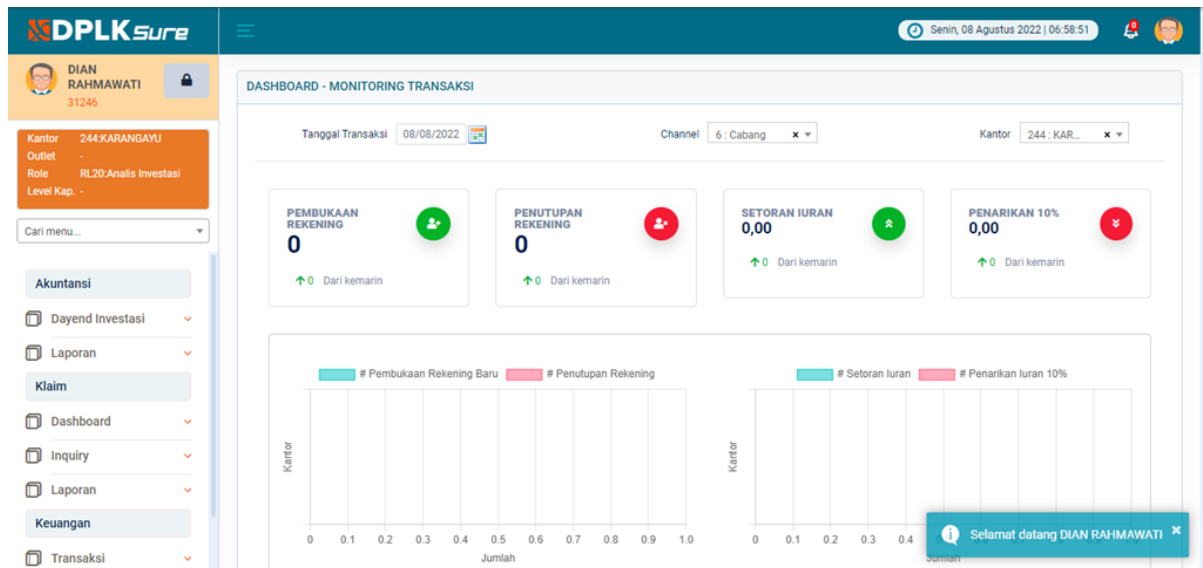 DPLKSure
Senin, 08 Agustus 2022 | 06:58:51
DIAN
RAHMAWATI
31246
Kantor 244:KARANGAYU
Outlet -
Role RL20:Analis Investasi
Level Kap. -
Cari menu...
Akuntansi
Dayend Investasi
Laporan
Klaim
Dashboard
Inquiry
Laporan
Keuangan
Transaksi
DASHBOARD - MONITORING TRANSAKSI
Tanggal Transaksi 08/08/2022 Channel 6 : Cabang x Kantor 244 : KAR... x
PEMBUKAAN
REKENING
0
0 Dari kemarin
PENUTUPAN
REKENING
0
0 Dari kemarin
SETORAN IURAN
0,00
0 Dari kemarin
PENARIKAN 10%
0,00
0 Dari kemarin
# Pembukaan Rekening Baru # Penutupan Rekening
Kantor
0 0.1 0.2 0.3 0.4 0.5 0.6 0.7 0.8 0.9 1.0
Jumlah
# Setoran Iuran # Penarikan Iuran 10%
Kantor
0 0.1 0.2 0.3 0.4
Jumlah
Selamat datang DIAN RAHMAWATI ×